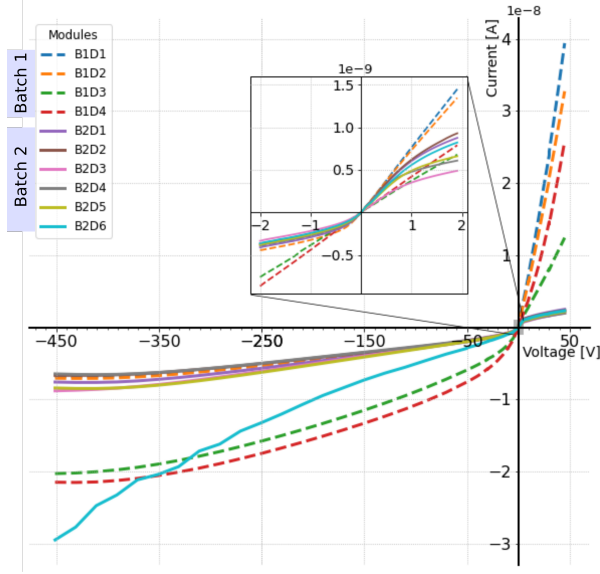 1e−8
Current [A]
Batch 1
Batch 2
Modules
B1D1
B1D2
B1D3
B1D4
B2D1
B2D2
B2D3
B2D4
B2D5
B2D6
1e−9
1.5
1.0
0.5
−0.5
−2
−1
1
2
4
3
2
1
−1
−2
−3
−450
−350
−250
−150
−50
50
Voltage [V]